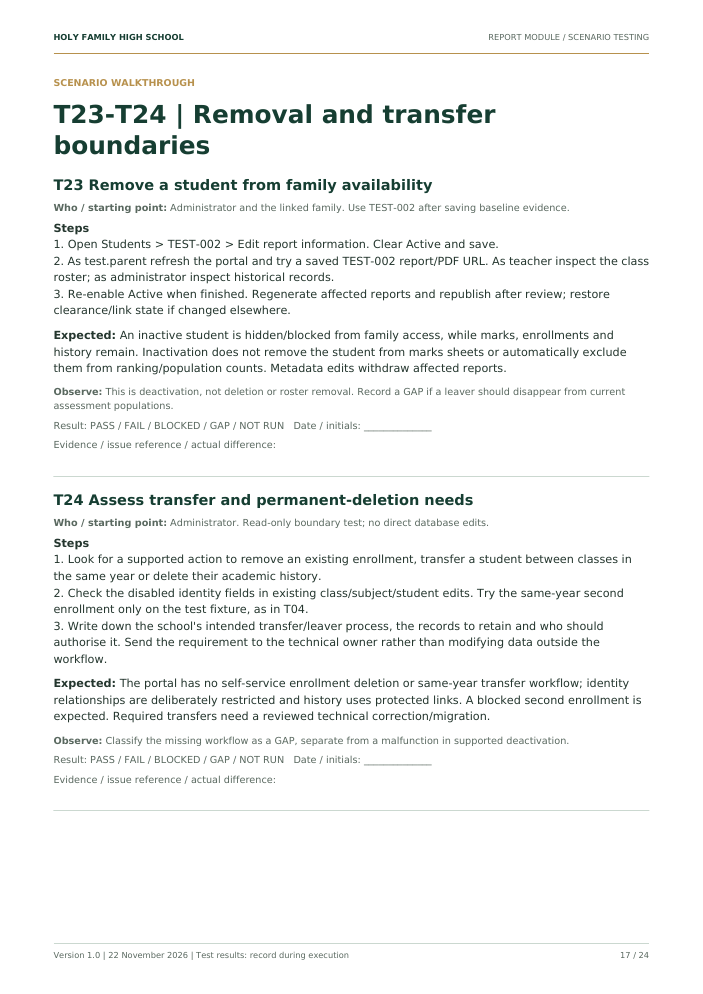 HOLY FAMILY HIGH SCHOOL
REPORT MODULE / SCENARIO TESTING
SCENARIO WALKTHROUGH
T23-T24 | Removal and transfer
boundaries
T23 Remove a student from family availability
Who / starting point: Administrator and the linked family. Use TEST-002 after saving baseline evidence.
Steps
1. Open Students > TEST-002 > Edit report information. Clear Active and save.
2. As test.parent refresh the portal and try a saved TEST-002 report/PDF URL. As teacher inspect the class
roster; as administrator inspect historical records.
3. Re-enable Active when finished. Regenerate affected reports and republish after review; restore
clearance/link state if changed elsewhere.
Expected: An inactive student is hidden/blocked from family access, while marks, enrollments and
history remain. Inactivation does not remove the student from marks sheets or automatically exclude
them from ranking/population counts. Metadata edits withdraw affected reports.
Observe: This is deactivation, not deletion or roster removal. Record a GAP if a leaver should disappear from current
assessment populations.
Result: PASS / FAIL / BLOCKED / GAP / NOT RUN   Date / initials: ______________
Evidence / issue reference / actual difference:
T24 Assess transfer and permanent-deletion needs
Who / starting point: Administrator. Read-only boundary test; no direct database edits.
Steps
1. Look for a supported action to remove an existing enrollment, transfer a student between classes in
the same year or delete their academic history.
2. Check the disabled identity fields in existing class/subject/student edits. Try the same-year second
enrollment only on the test fixture, as in T04.
3. Write down the school's intended transfer/leaver process, the records to retain and who should
authorise it. Send the requirement to the technical owner rather than modifying data outside the
workflow.
Expected: The portal has no self-service enrollment deletion or same-year transfer workflow; identity
relationships are deliberately restricted and history uses protected links. A blocked second enrollment is
expected. Required transfers need a reviewed technical correction/migration.
Observe: Classify the missing workflow as a GAP, separate from a malfunction in supported deactivation.
Result: PASS / FAIL / BLOCKED / GAP / NOT RUN   Date / initials: ______________
Evidence / issue reference / actual difference:
Version 1.0 | 22 November 2026 | Test results: record during execution
17 / 24